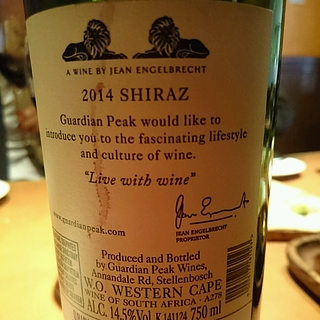 A WINE BY JEAN ENGELBRECHT
2014 SHIRAZ
Guardian Peak would like to
introduce you to the fascinating lifestyle
and culture of wine.
"Live with wine"
www.guardianpeak.com
JEAN ENGELBRECHT
PROPRIETOR
Produced and Bottled
by Guardian Peak Wines,
Annandale Rd, Stellenbosch
W.O. WESTERN CAPE
WINE OF SOUTH AFRICA - A278
ALC. 14.5% Vol. K 141124 750 ml